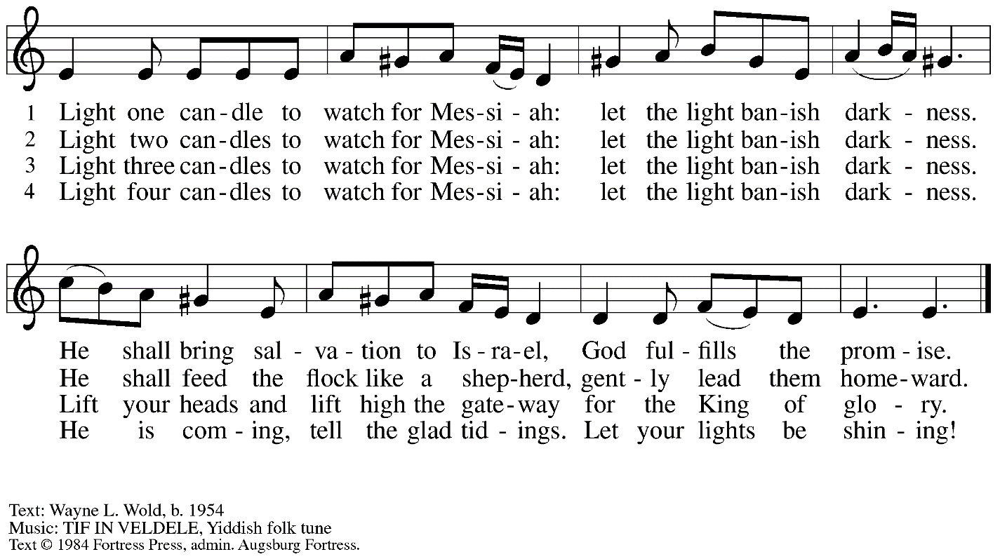 1 Light one can-dle to watch for Mes-si - ah: let the light ban-ish dark - ness.
2 Light two can-dles to watch for Mes-si - ah: let the light ban-ish dark - ness.
3 Light three can-dles to watch for Mes-si - ah: let the light ban-ish dark - ness.
4 Light four can-dles to watch for Mes-si - ah: let the light ban-ish dark - ness.
He shall bring sal - va - tion to Is - ra-el, God ful - fills the prom - ise.
He shall feed the flock like a shep-herd, gent - ly lead them home-ward.
Lift your heads and lift high the gate-way for the King of glo - ry.
He is com - ing, tell the glad tid - ings. Let your lights be shin - ing!
Text: Wayne L. Wold, b. 1954
Music: TIF IN VELDELE, Yiddish folk tune
Text © 1984 Fortress Press, admin. Augsburg Fortress.